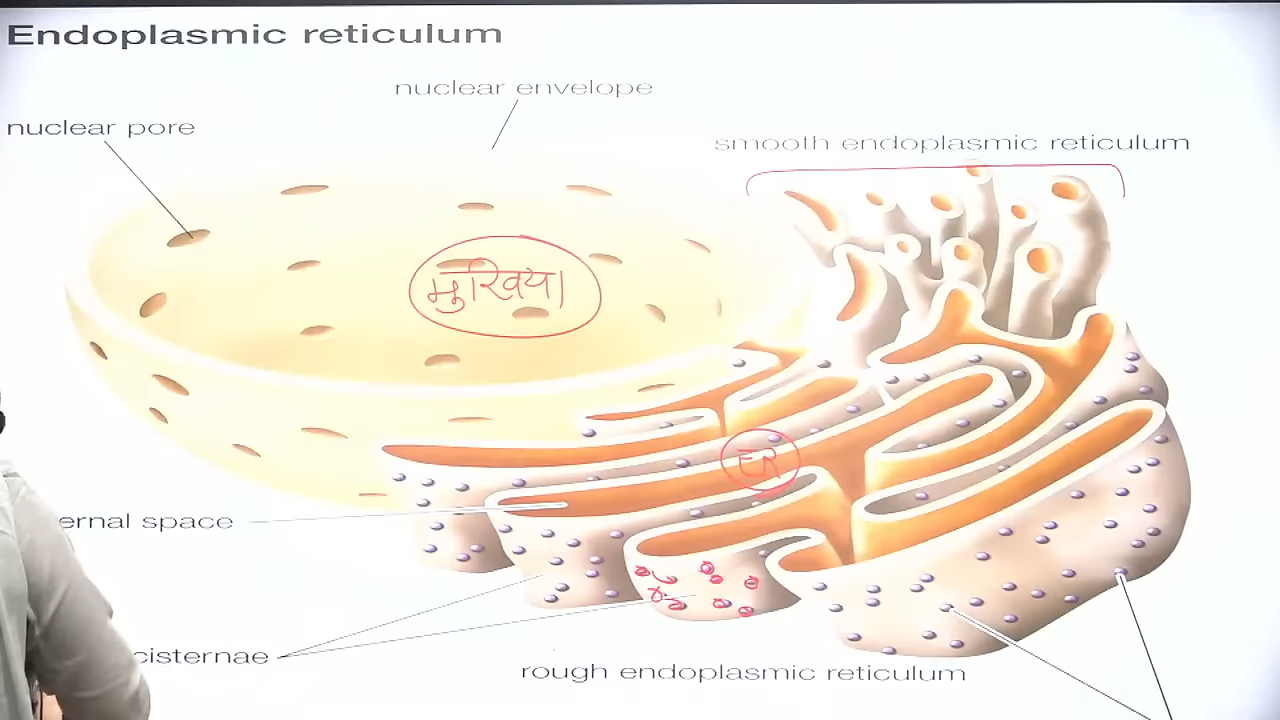 Endoplasmic reticulum
nuclear envelope
nuclear pore
smooth endoplasmic reticulum
मुखिया
ER
ernal space
cisternae
rough endoplasmic reticulum